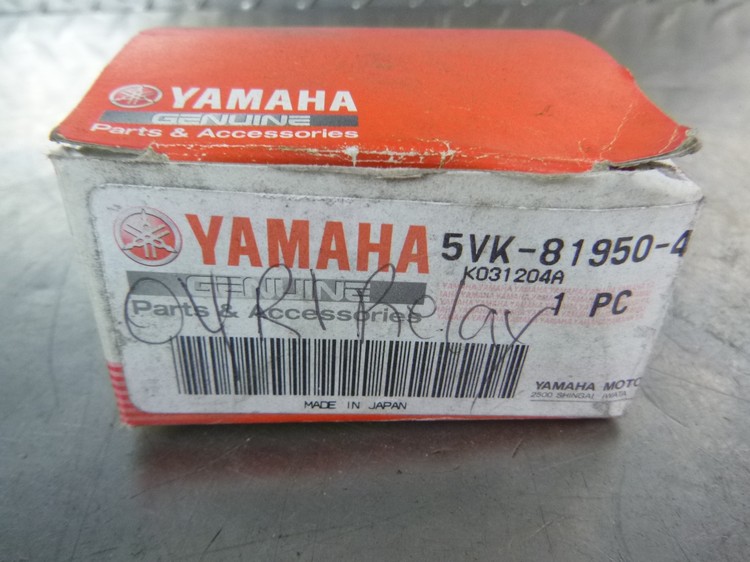 YAMAHA
GENUINE
Parts & Accessories
YAMAHA
GENUINE
Parts & Accessories
5VK-81950-4
K031204A
1 PC
Relay
MADE IN JAPAN
YAMAHA MOTO
2500 SHINGAI IWATA